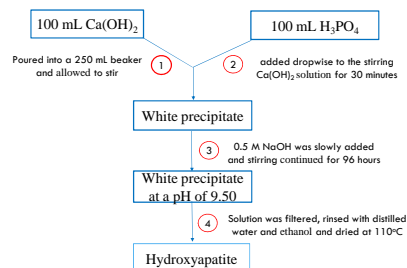 100 mL Ca(OH)₂
100 mL H₃PO₄
Poured into a 250 mL beaker
and allowed to stir
1
2
added dropwise to the stirring
Ca(OH)₂ solution for 30 minutes
White precipitate
3
0.5 M NaOH was slowly added
and stirring continued for 96 hours
White precipitate
at a pH of 9.50
4
Solution was filtered, rinsed with distilled
water and ethanol and dried at 110°C
Hydroxyapatite